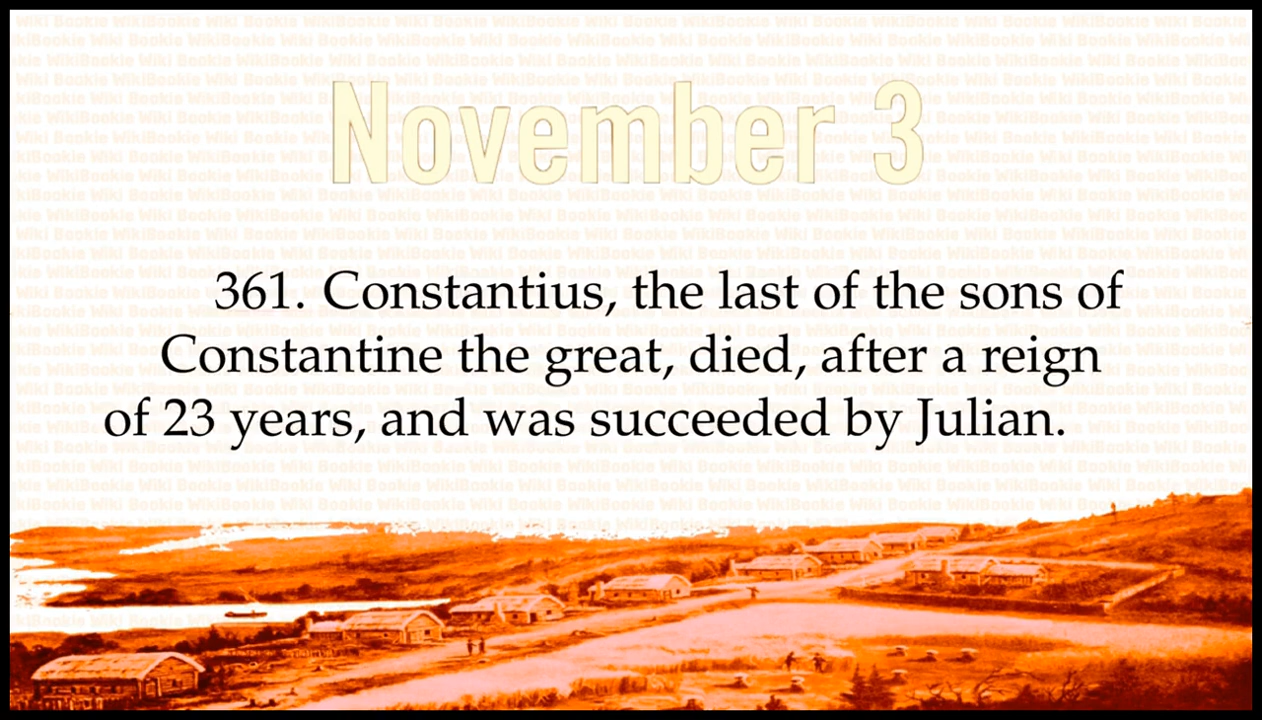 November 3
361. Constantius, the last of the sons of
Constantine the great, died, after a reign
of 23 years, and was succeeded by Julian.